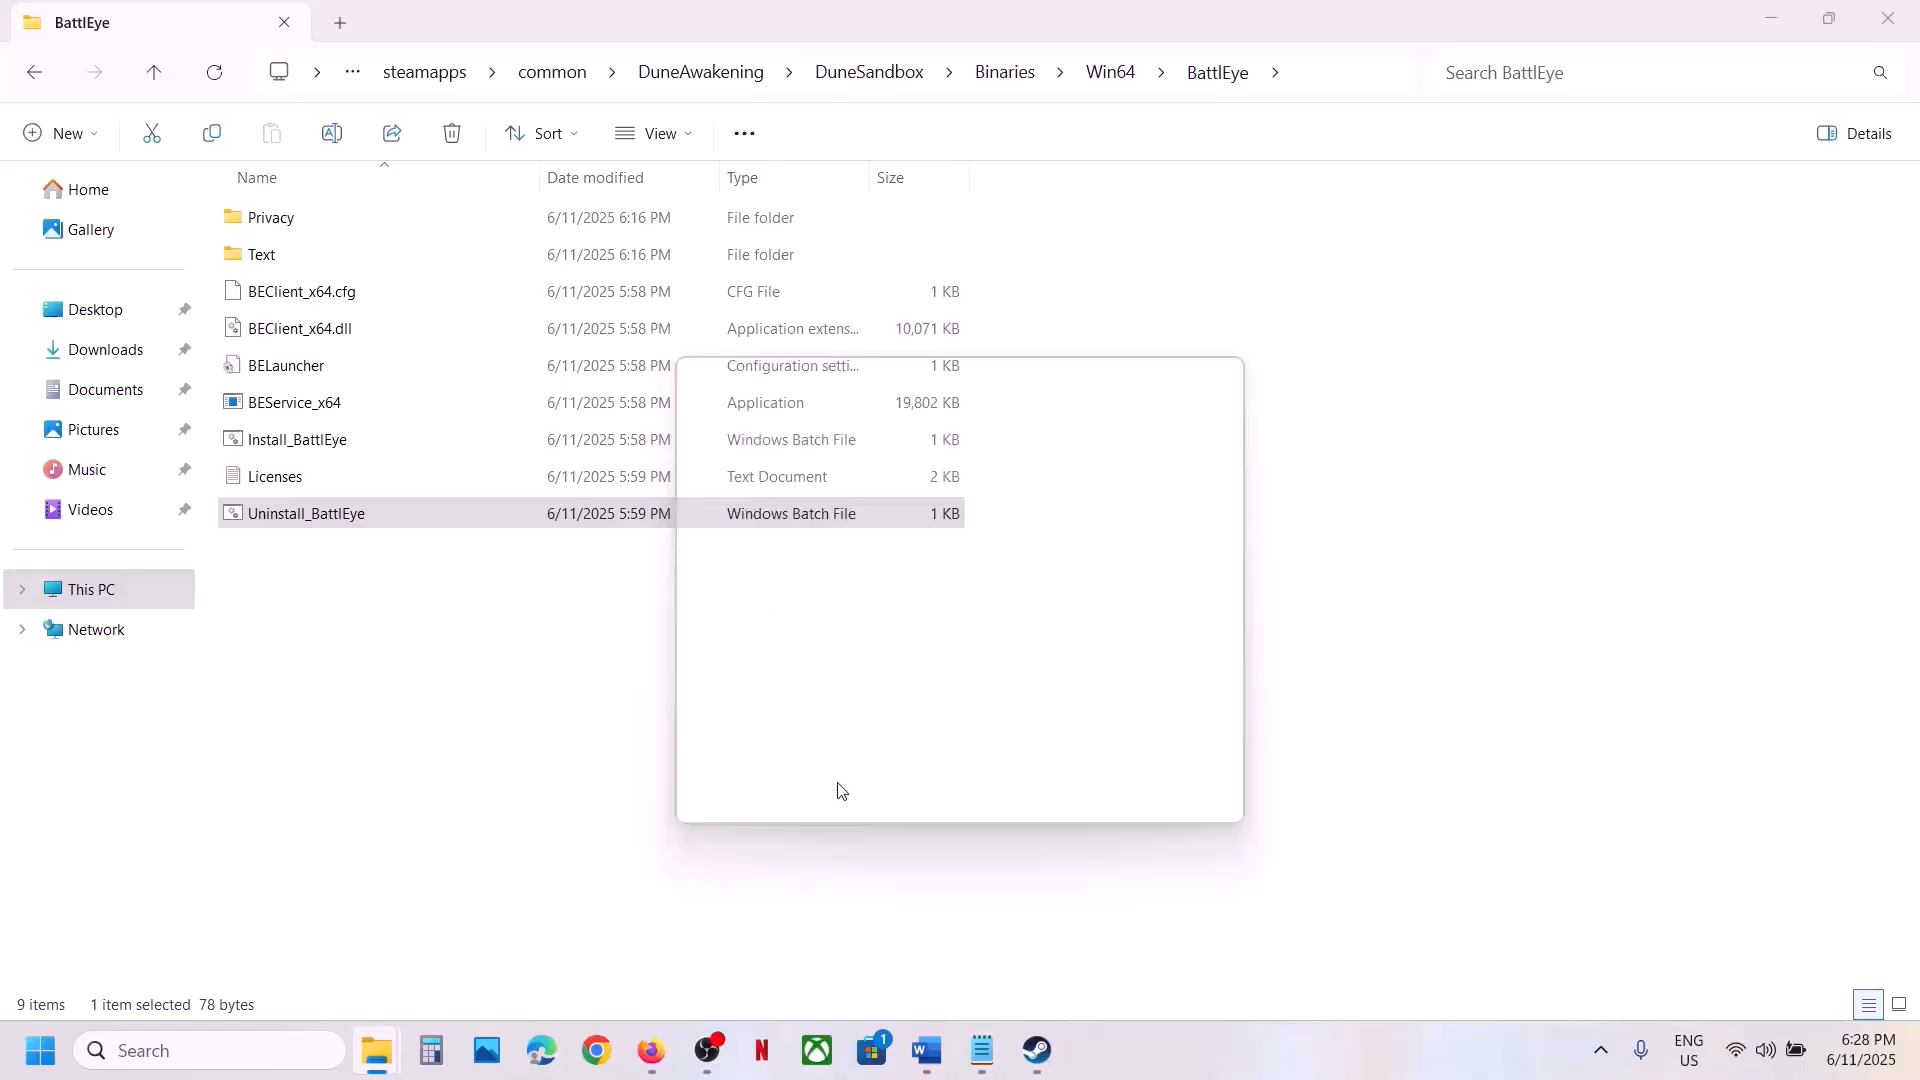 BattlEye
steamapps
common
DuneAwakening
DuneSandbox
Binaries
Win64
BattlEye
Search BattlEye
New
Sort
View
Details
Name Date modified Type Size
Home
Gallery
Desktop
Downloads
Documents
Pictures
Music
Videos
This PC
Network
Privacy 6/11/2025 6:16 PM File folder
Text 6/11/2025 6:16 PM File folder
BEClient_x64.cfg 6/11/2025 5:58 PM CFG File 1 KB
BEClient_x64.dll 6/11/2025 5:58 PM Application extens... 10,071 KB
BELauncher 6/11/2025 5:58 PM Configuration setti... 1 KB
BEService_x64 6/11/2025 5:58 PM Application 19,802 KB
Install_BattlEye 6/11/2025 5:58 PM Windows Batch File 1 KB
Licenses 6/11/2025 5:59 PM Text Document 2 KB
Uninstall_BattlEye 6/11/2025 5:59 PM Windows Batch File 1 KB
9 items 1 item selected 78 bytes
Search
N
1
W
ENG
US
6:28 PM
6/11/2025